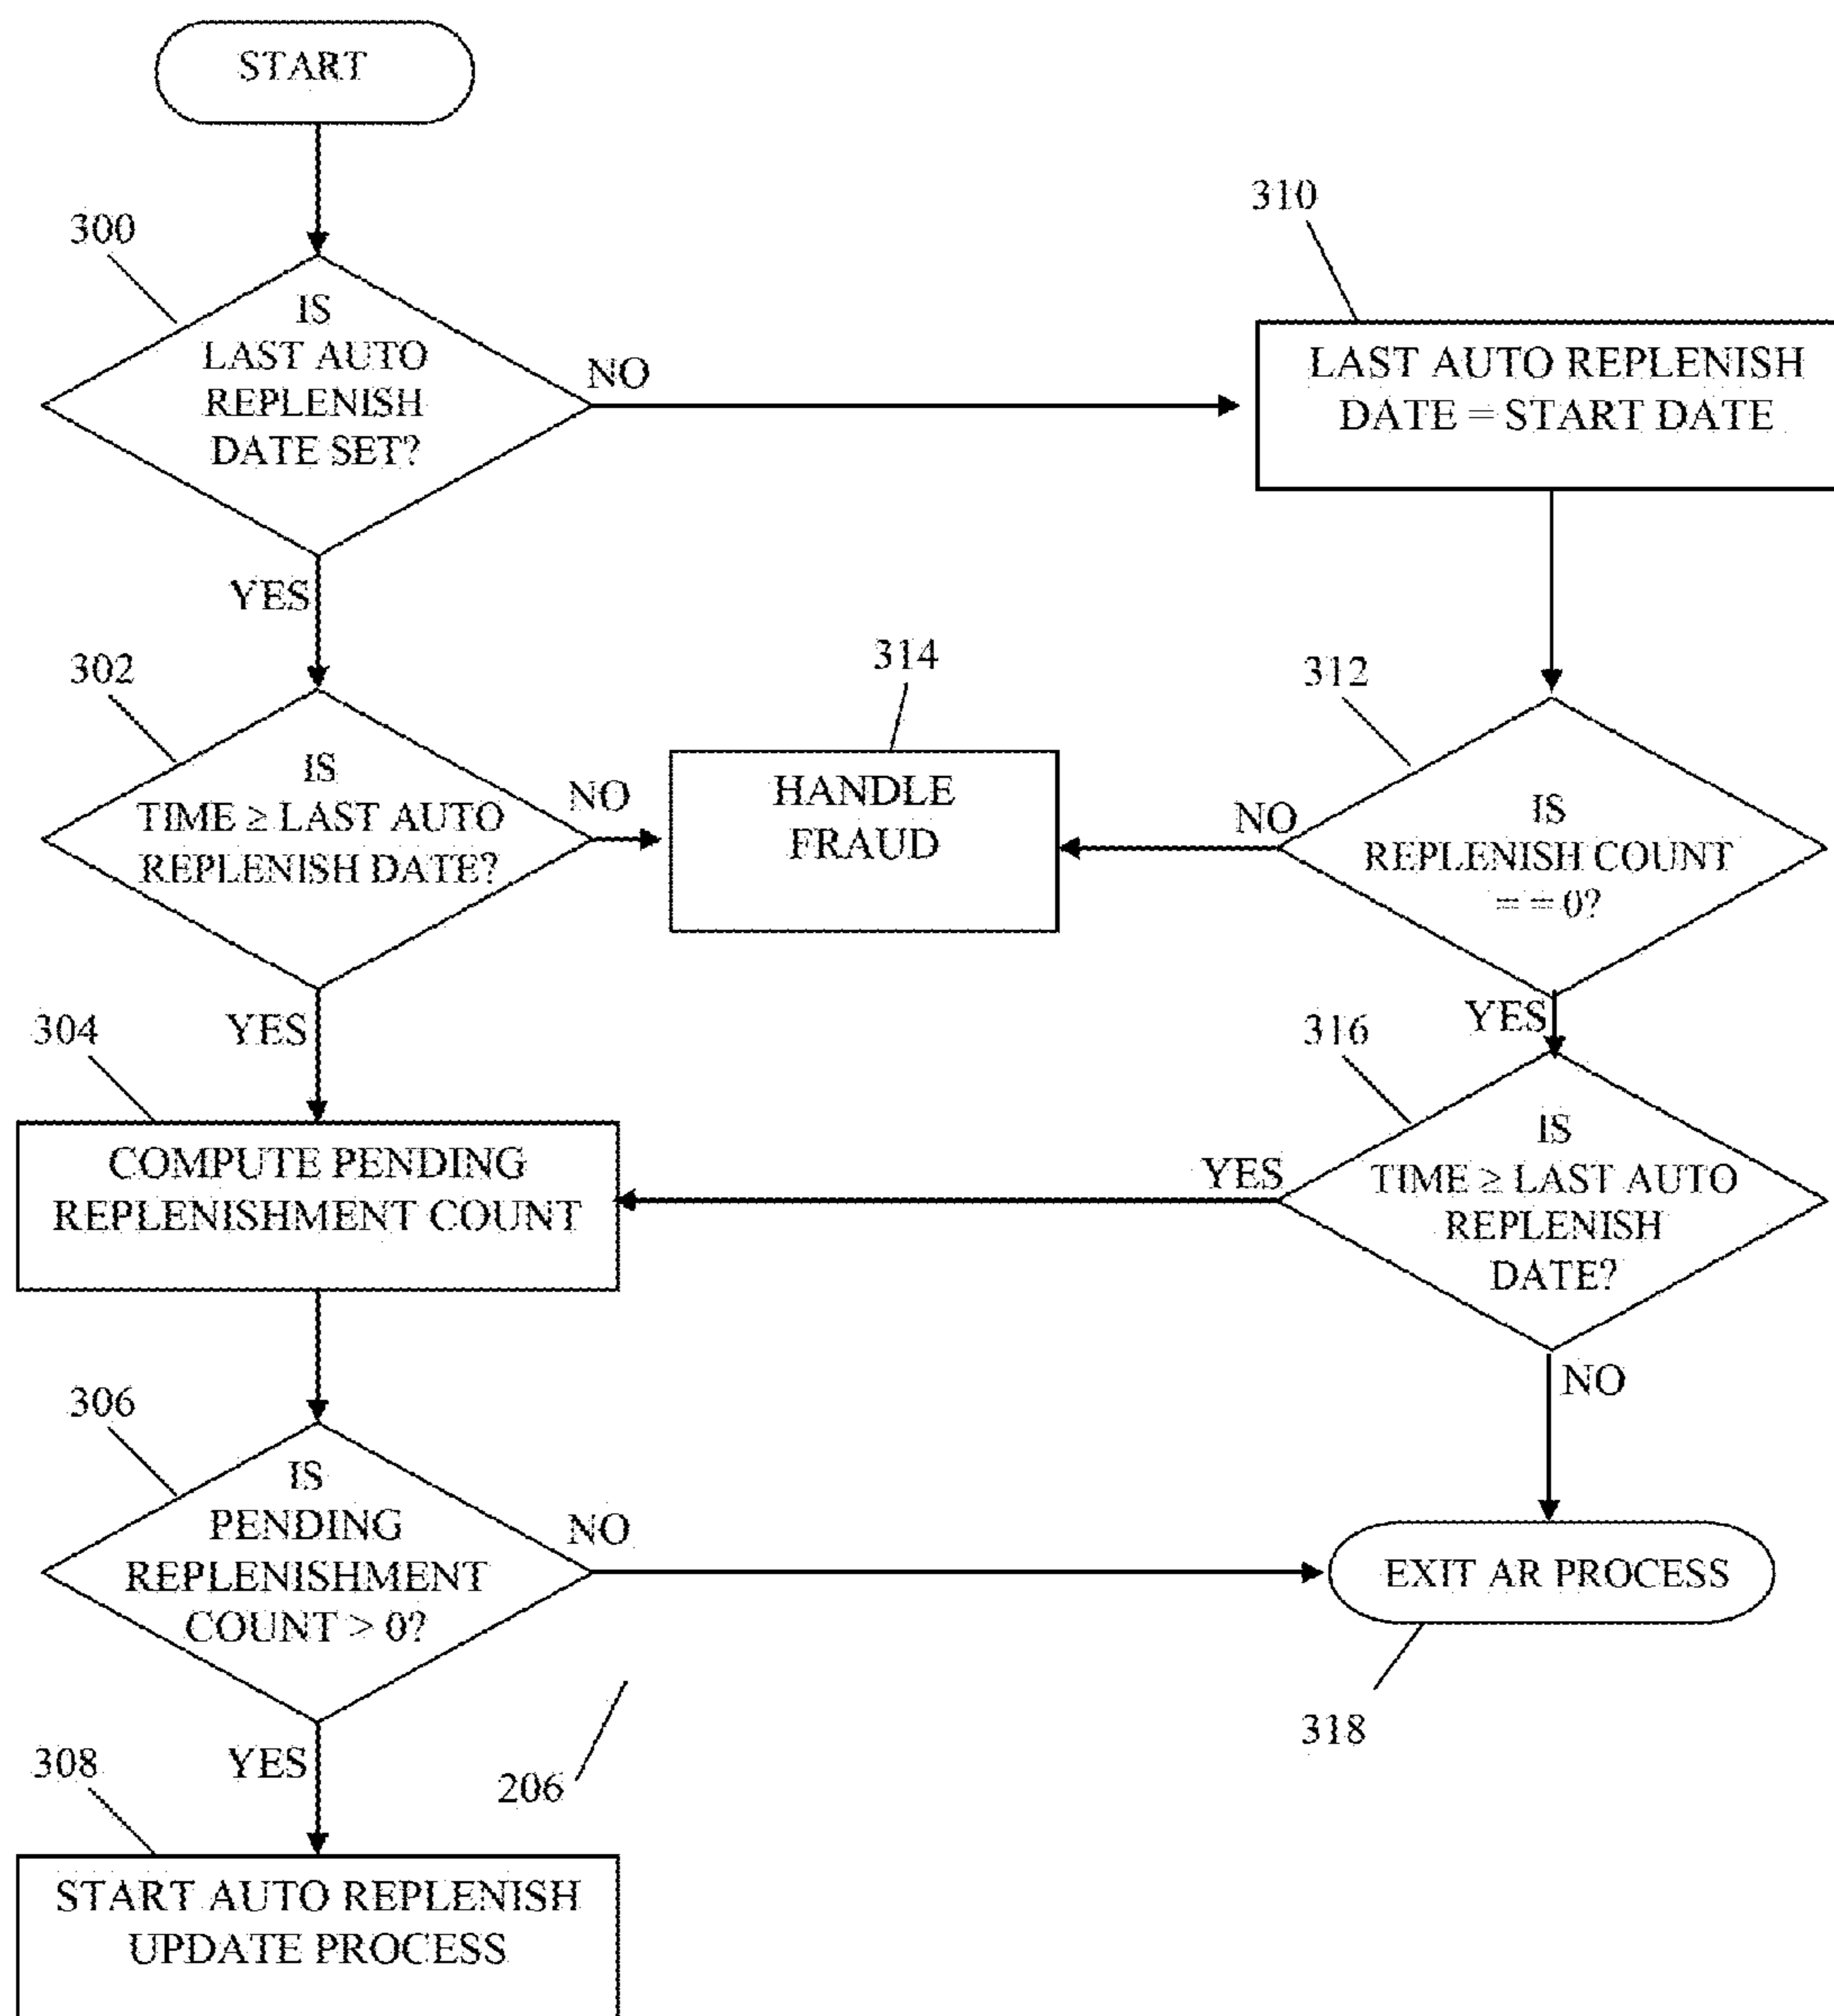 START
300
IS
LAST AUTO
REPLENISH
DATE SET?
NO
310
LAST AUTO REPLENISH
DATE = START DATE
YES
302
IS
TIME ≥ LAST AUTO
REPLENISH DATE?
NO
314
HANDLE
FRAUD
312
NO
IS
REPLENISH COUNT
= = 0?
YES
304
COMPUTE PENDING
REPLENISHMENT COUNT
YES
316
YES
IS
TIME ≥ LAST AUTO
REPLENISH
DATE?
NO
306
IS
PENDING
REPLENISHMENT
COUNT > 0?
NO
EXIT AR PROCESS
318
206
YES
308
START AUTO REPLENISH
UPDATE PROCESS